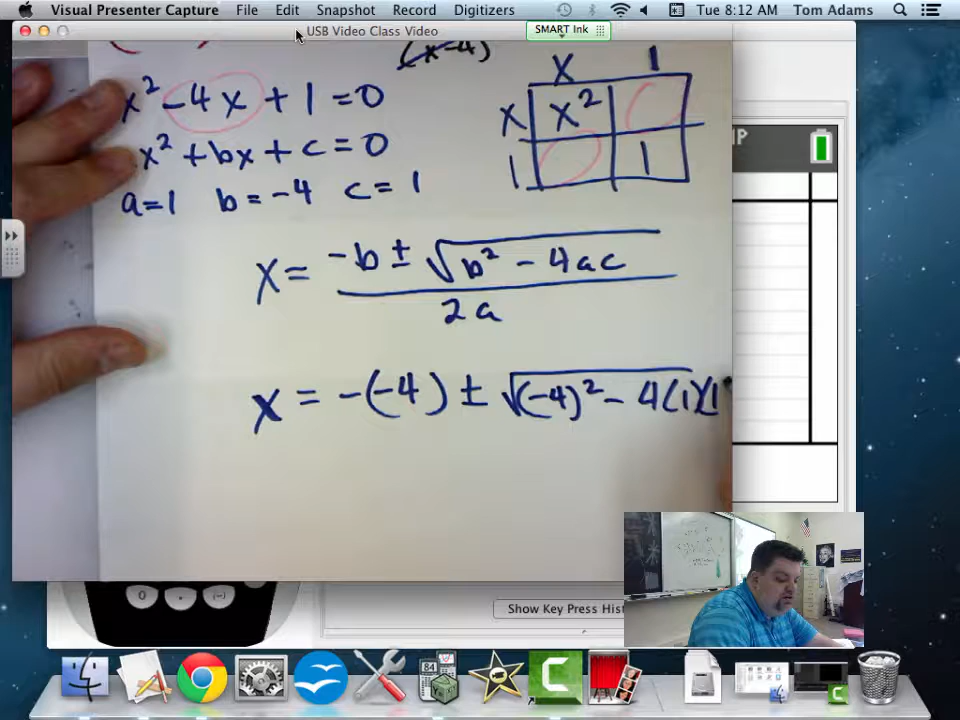 Visual Presenter Capture File Edit Snapshot Record Digitizers Tue 8:12 AM Tom Adams
USB Video Class Video SMART Ink
(x-4)
x² - 4x + 1 = 0
x² + bx + c = 0
a=1 b = -4 c = 1
x 1
x x²
1 1
x = -b ± √b² - 4ac
2a
x = -(-4) ± √(-4)² - 4(1)(1
0 . (-)
Show Key Press Hist
84